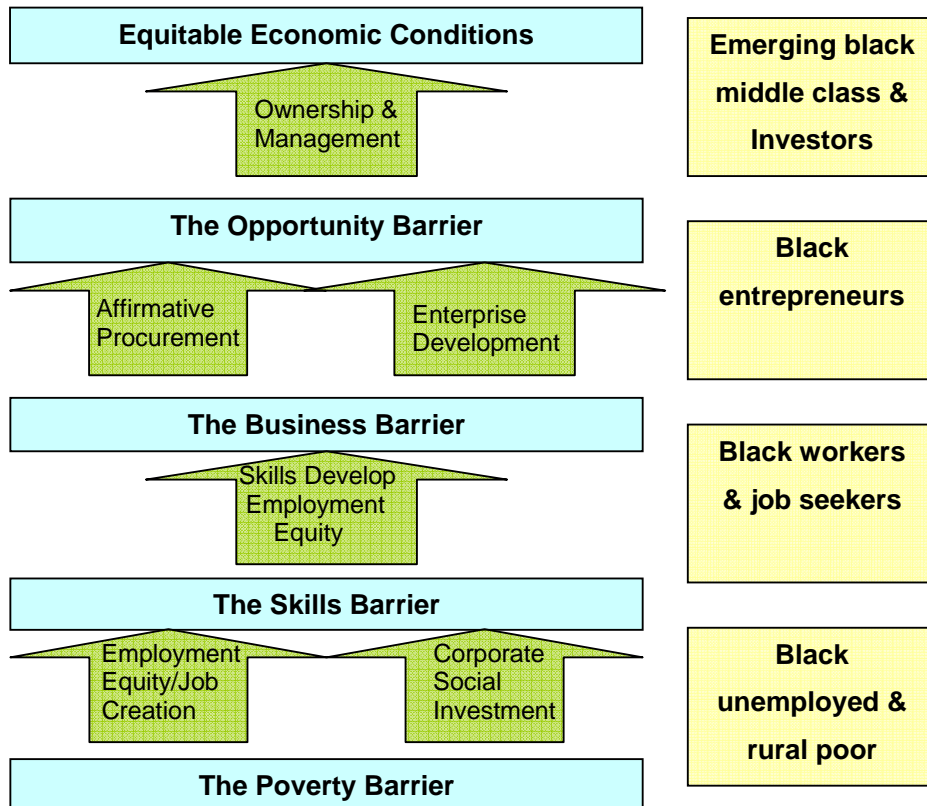 Equitable Economic Conditions
Ownership &
Management
Emerging black
middle class &
Investors
The Opportunity Barrier
Affirmative
Procurement
Enterprise
Development
Black
entrepreneurs
The Business Barrier
Skills Develop
Employment
Equity
Black workers
& job seekers
The Skills Barrier
Employment
Equity/Job
Creation
Corporate
Social
Investment
Black
unemployed &
rural poor
The Poverty Barrier